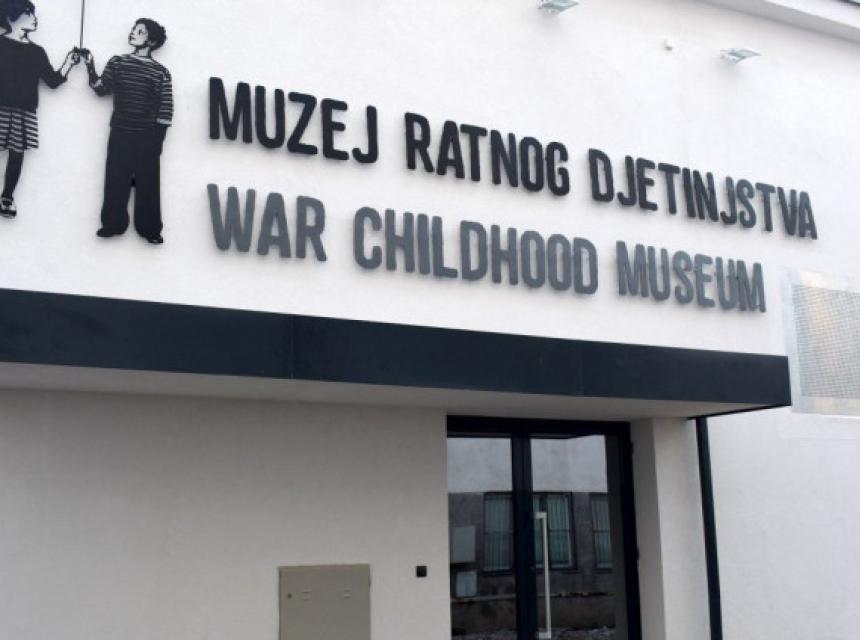 MUZEJ RATNOG DJETINJSTVA
WAR CHILDHOOD MUSEUM